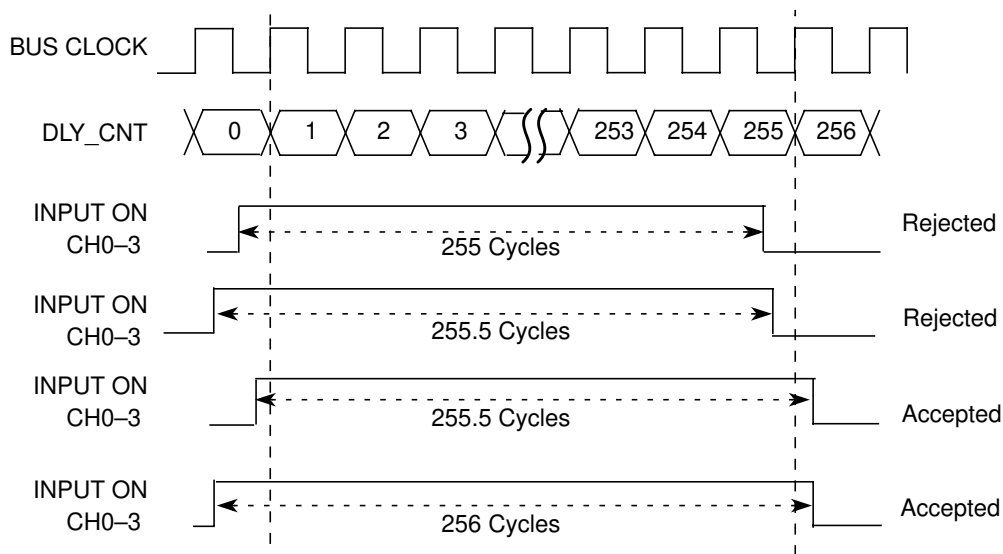 BUS CLOCK
DLY_CNT 0 1 2 3 253 254 255 256
INPUT ON
CH0–3
255 Cycles
Rejected
INPUT ON
CH0–3
255.5 Cycles
Rejected
INPUT ON
CH0–3
255.5 Cycles
Accepted
INPUT ON
CH0–3
256 Cycles
Accepted